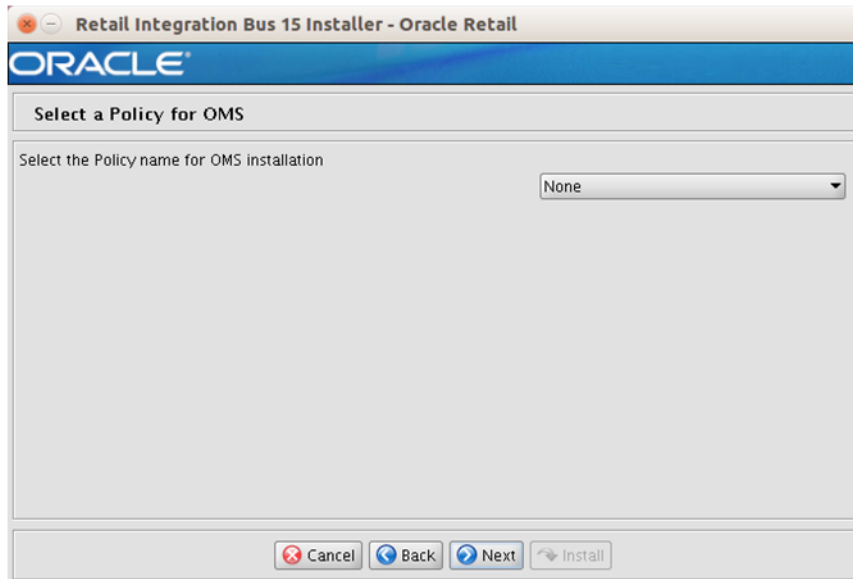 Retail Integration Bus 15 Installer - Oracle Retail
ORACLE®
Select a Policy for OMS
Select the Policy name for OMS installation
None
Cancel Back Next Install